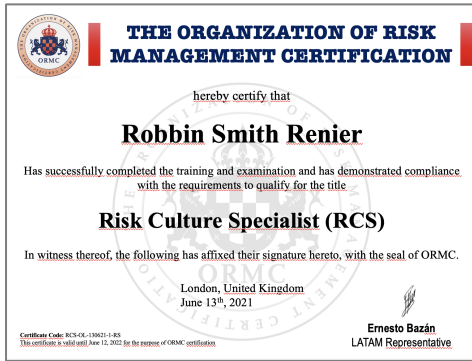 THE ORGANIZATION OF RISK
MANAGEMENT CERTIFICATION
ORMC
hereby certify that
Robbin Smith Renier
Has successfully completed the training and examination and has demonstrated compliance
with the requirements to qualify for the title
Risk Culture Specialist (RCS)
In witness thereof, the following has affixed their signature hereto, with the seal of ORMC.
ORMC
London, United Kingdom
June 13th, 2021
Ernesto Bazán
LATAM Representative
Certificate Code: RCS-OL-130621-1-RS
This certificate is valid until June 12, 2022 for the purpose of ORMC certification